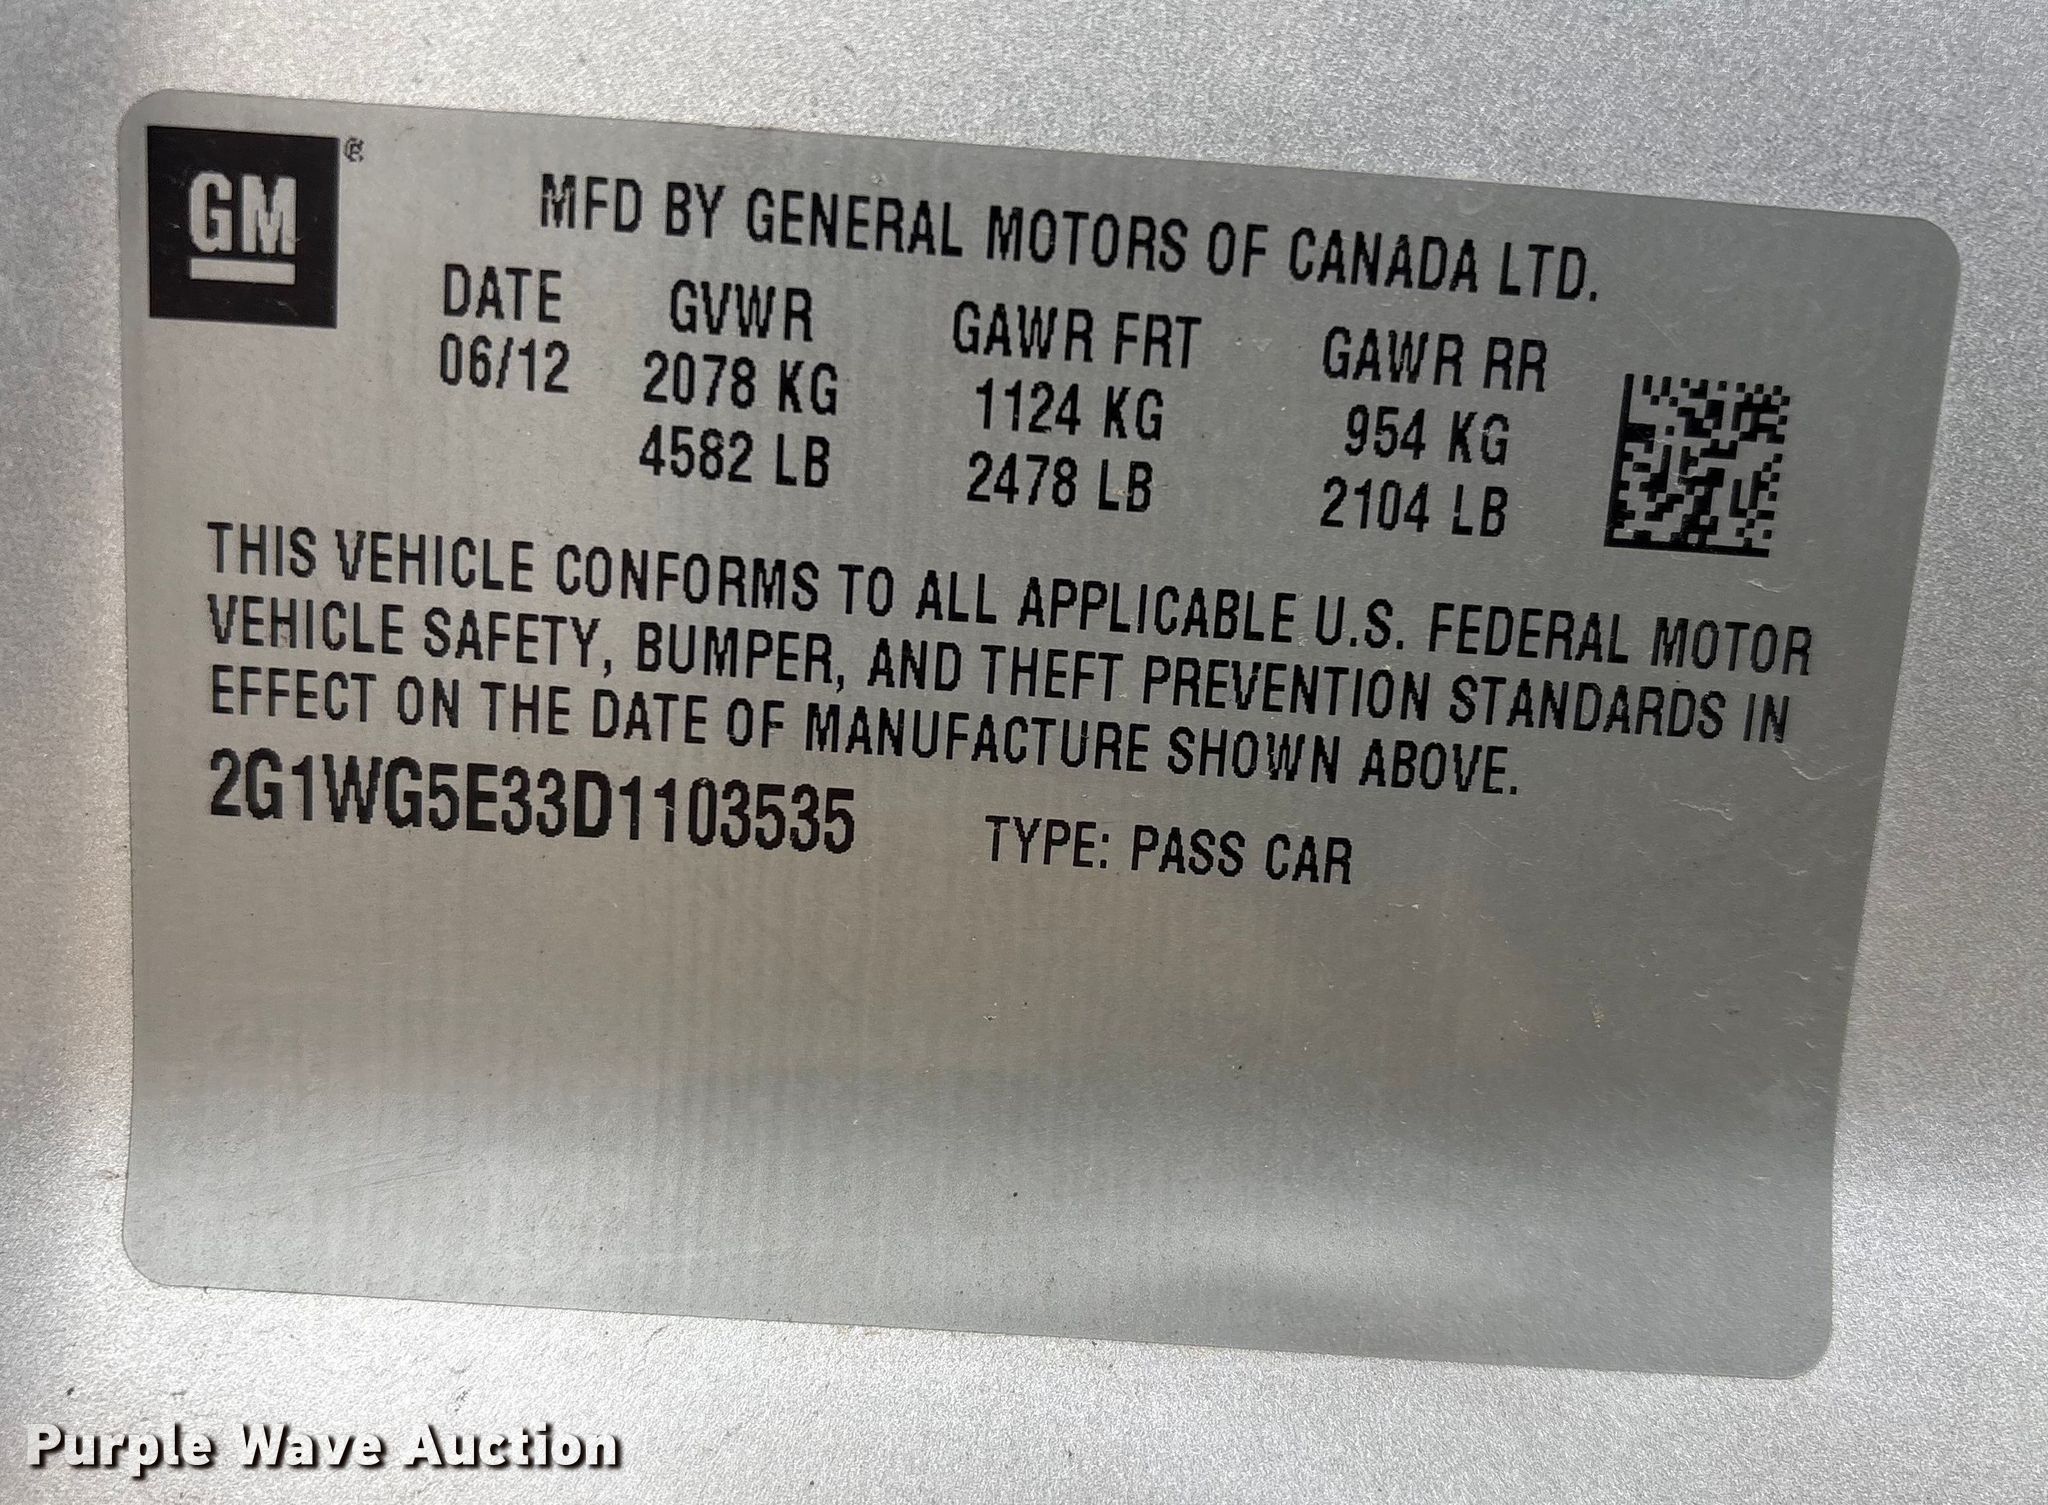 GM®
MFD BY GENERAL MOTORS OF CANADA LTD.
DATE GVWR GAWR FRT GAWR RR
06/12 2078 KG 1124 KG 954 KG
4582 LB 2478 LB 2104 LB
THIS VEHICLE CONFORMS TO ALL APPLICABLE U.S. FEDERAL MOTOR
VEHICLE SAFETY, BUMPER, AND THEFT PREVENTION STANDARDS IN
EFFECT ON THE DATE OF MANUFACTURE SHOWN ABOVE.
2G1WG5E33D1103535 TYPE: PASS CAR
Purple Wave Auction